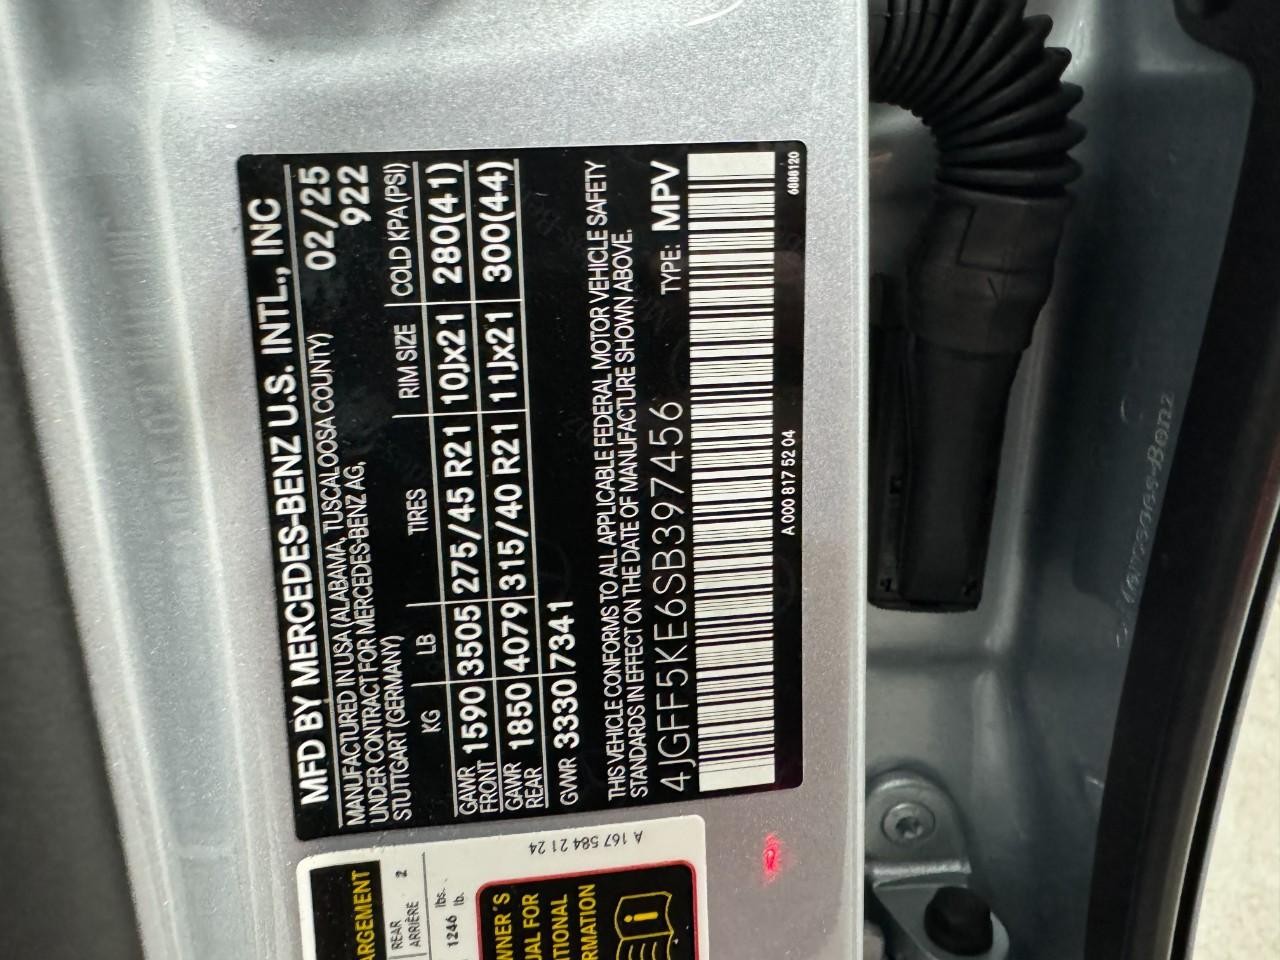 MFD BY MERCEDES-BENZ U.S. INTL., INC
MANUFACTURED IN USA (ALABAMA, TUSCALOOSA COUNTY) 02/25
UNDER CONTRACT FOR MERCEDES-BENZ AG, 922
STUTTGART (GERMANY)
KG LB TIRES RIM SIZE COLD KPA(PSI)
GAWR FRONT 1590 3505 275/45 R21 10Jx21 280(41)
GAWR REAR 1850 4079 315/40 R21 11Jx21 300(44)
GVWR 3330 7341
THIS VEHICLE CONFORMS TO ALL APPLICABLE FEDERAL MOTOR VEHICLE SAFETY
STANDARDS IN EFFECT ON THE DATE OF MANUFACTURE SHOWN ABOVE.
4JGFF5KE6SB397456 TYPE: MPV
A 000 817 52 04
6888120
ARGEMENT
REAR
ARRIÈRE 2
1246 lbs.
lb.
WNER'S
UAL FOR
ITIONAL
RMATION
i
A 167 584 21 24
Mercedes-Benz